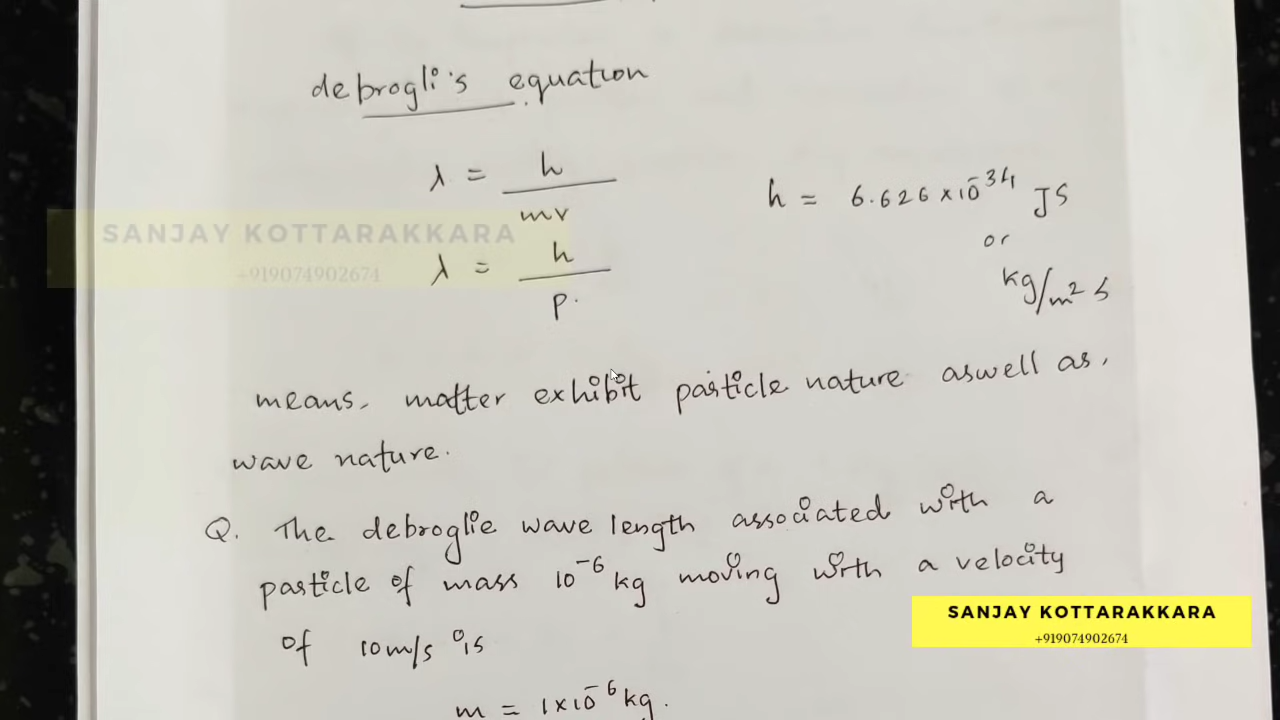 debrogli's equation
λ = h / mv
h = 6.626 × 10⁻³⁴ JS
or
kg/m² s
SANJAY KOTTARAKKARA
+919074902674
λ = h / p.
means, matter exhibit particle nature aswell as,
wave nature.
Q. The debroglie wave length associated with a
particle of mass 10⁻⁶ kg moving with a velocity
of 10m/s is
SANJAY KOTTARAKKARA
+919074902674
m = 1×10⁻⁶ kg.